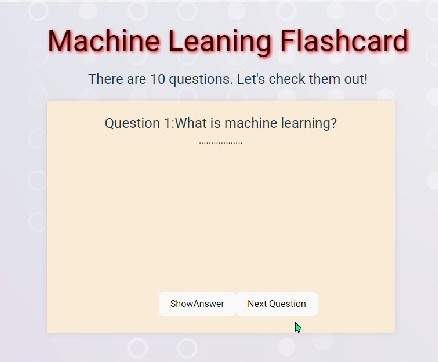 Machine Leaning Flashcard
There are 10 questions. Let's check them out!
Question 1:What is machine learning?
.................
ShowAnswer
Next Question